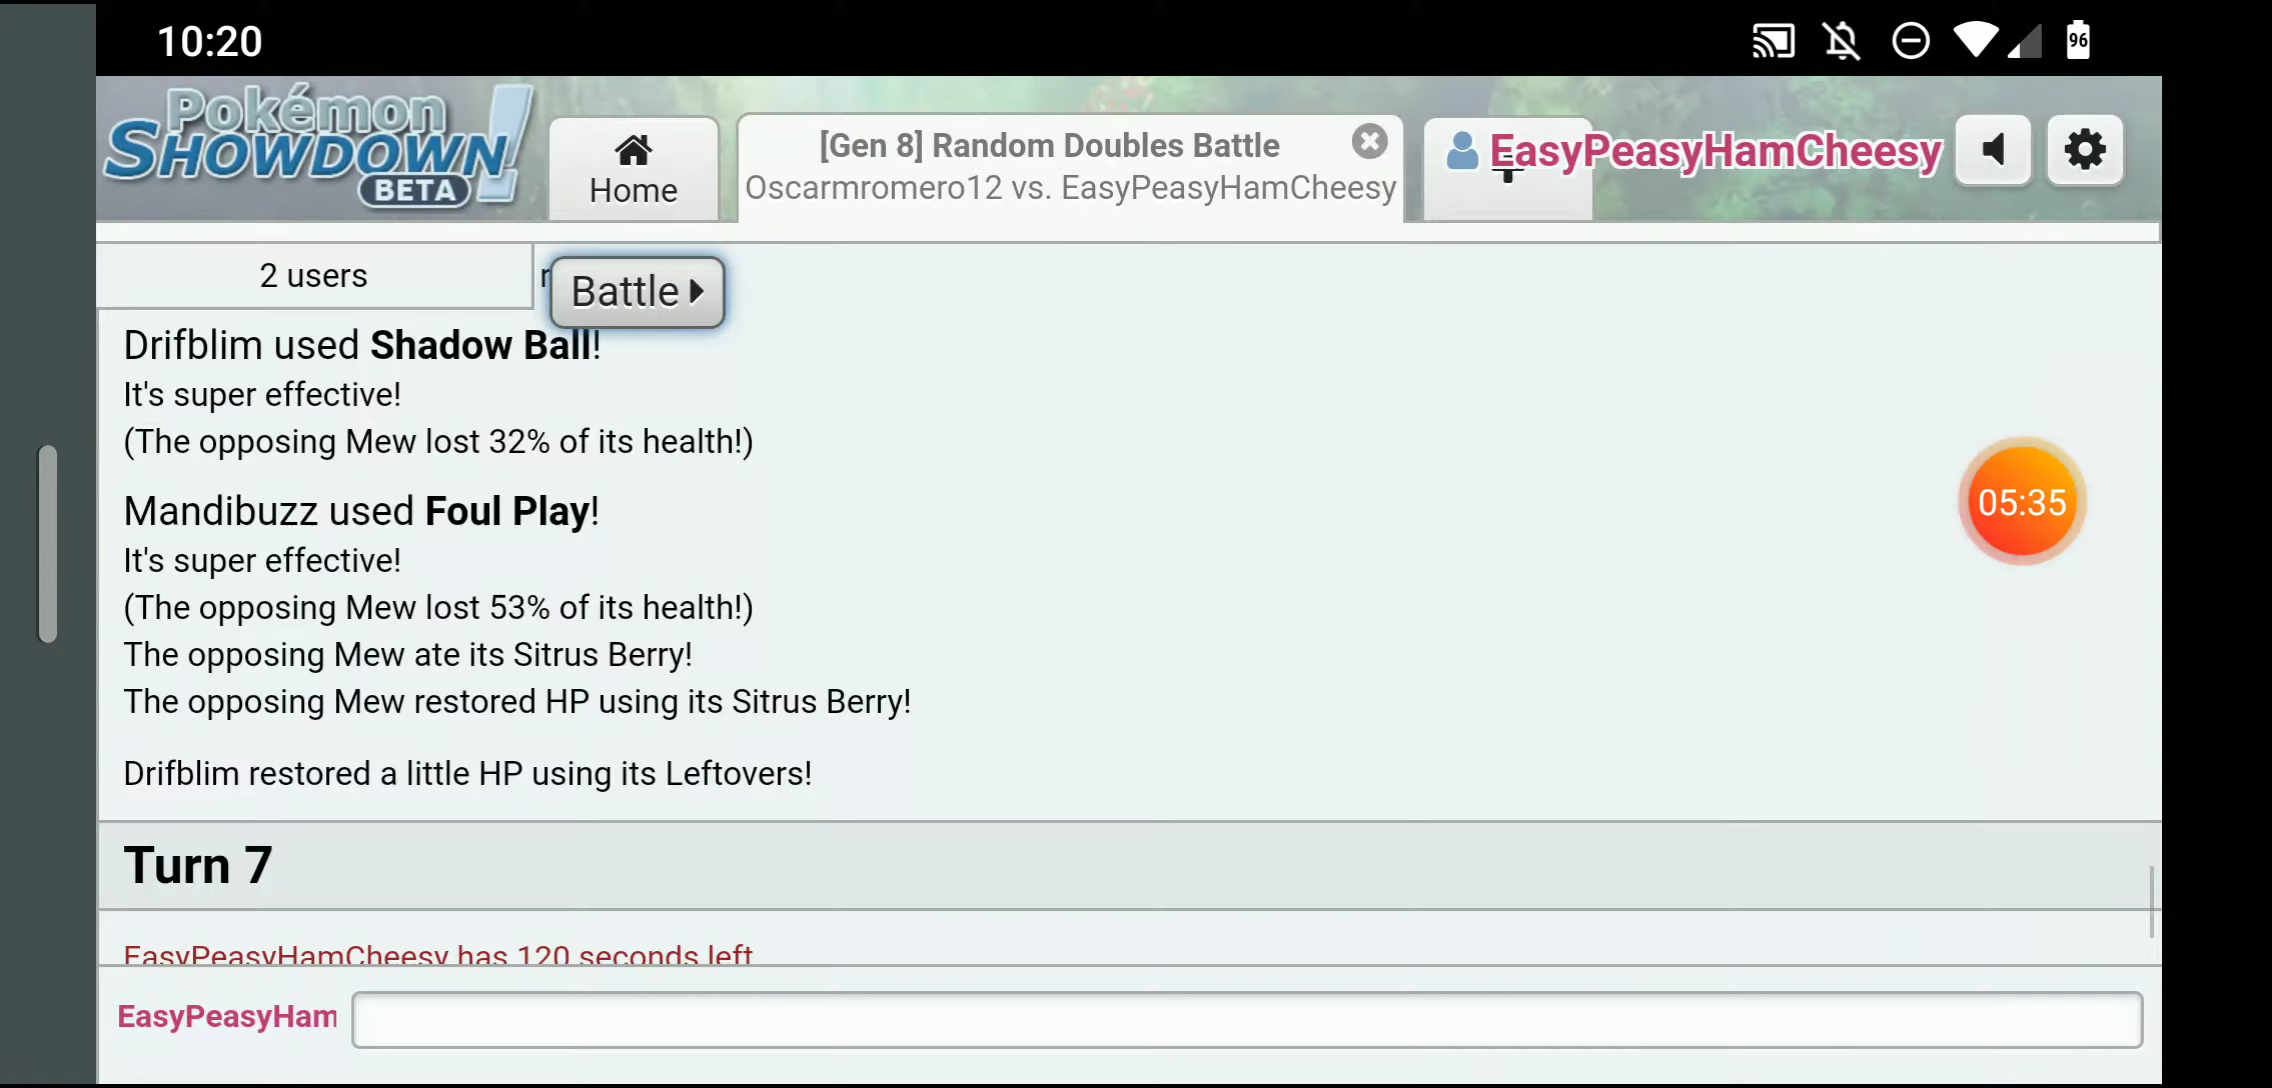 10:20
96
Pokémon
SHOWDOWN!
BETA
Home
[Gen 8] Random Doubles Battle
Oscarmromero12 vs. EasyPeasyHamCheesy
EasyPeasyHamCheesy
2 users
Battle
Drifblim used Shadow Ball!
It's super effective!
(The opposing Mew lost 32% of its health!)
Mandibuzz used Foul Play!
It's super effective!
(The opposing Mew lost 53% of its health!)
The opposing Mew ate its Sitrus Berry!
The opposing Mew restored HP using its Sitrus Berry!
Drifblim restored a little HP using its Leftovers!
05:35
Turn 7
EasyPeasyHamCheesy has 120 seconds left
EasyPeasyHam